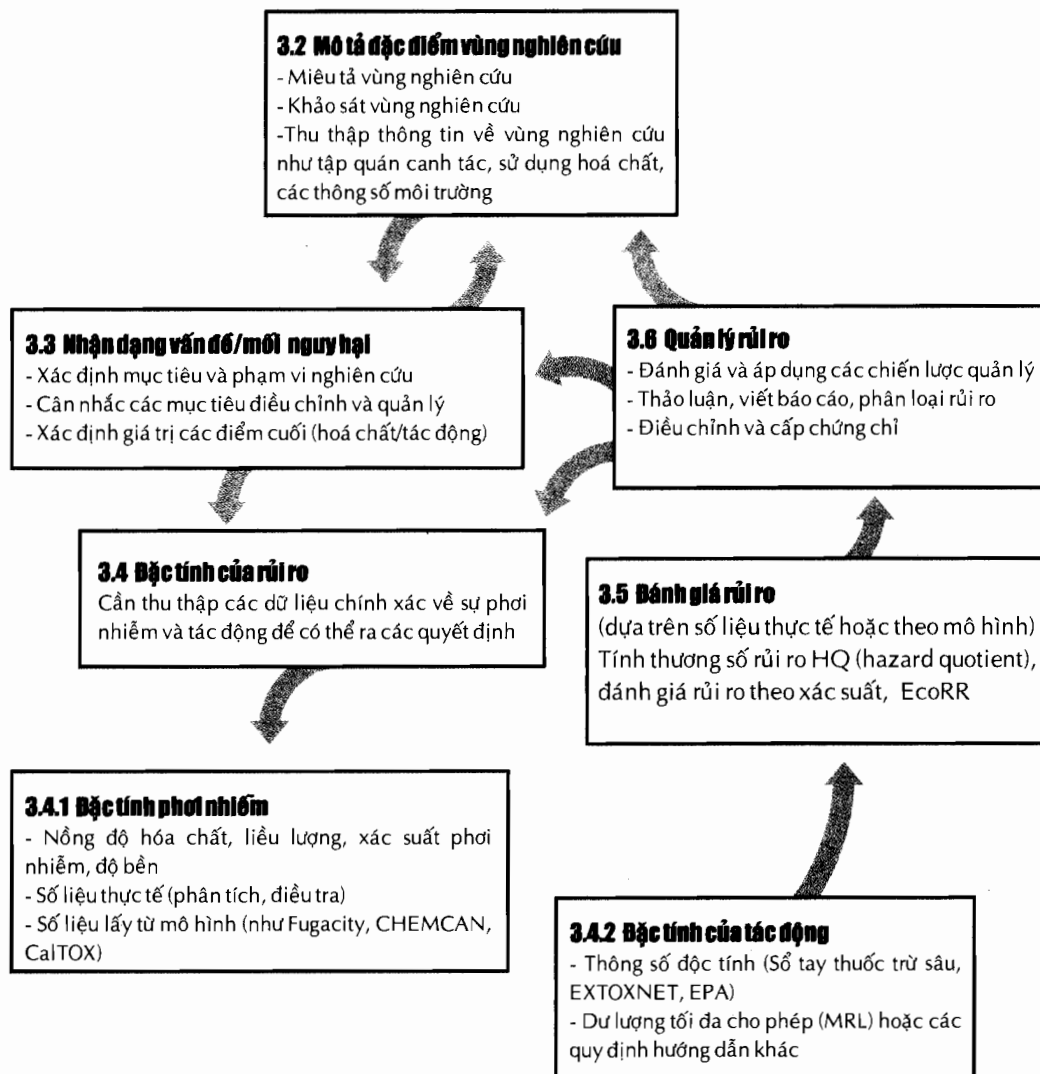 3.2 Mô tả đặc điểm vùng nghiên cứu
- Miêu tả vùng nghiên cứu
- Khảo sát vùng nghiên cứu
-Thu thập thông tin về vùng nghiên cứu
như tập quán canh tác, sử dụng hoá chất,
các thông số môi trường
3.3 Nhận dạng vấn đề/mối nguy hại
- Xác định mục tiêu và phạm vi nghiên cứu
- Cân nhắc các mục tiêu điều chỉnh và quản lý
- Xác định giá trị các điểm cuối (hoá chất/tác động)
3.6 Quản lý rủi ro
- Đánh giá và áp dụng các chiến lược quản lý
- Thảo luận, viết báo cáo, phân loại rủi ro
- Điều chỉnh và cấp chứng chỉ
3.4 Đặc tính của rủi ro
Cần thu thập các dữ liệu chính xác về sự phơi
nhiễm và tác động để có thể ra các quyết định
3.5 Đánh giá rủi ro
(dựa trên số liệu thực tế hoặc theo mô hình)
Tính thương số rủi ro HQ (hazard quotient),
đánh giá rủi ro theo xác suất, EcoRR
3.4.1 Đặc tính phơi nhiễm
- Nồng độ hóa chất, liều lượng, xác suất phơi
nhiễm, độ bền
- Số liệu thực tế (phân tích, điều tra)
- Số liệu lấy từ mô hình (như Fugacity, CHEMCAN,
CalTOX)
3.4.2 Đặc tính của tác động
- Thông số độc tính (Sổ tay thuốc trừ sâu,
EXTOXNET, EPA)
- Dư lượng tối đa cho phép (MRL) hoặc các
quy định hướng dẫn khác